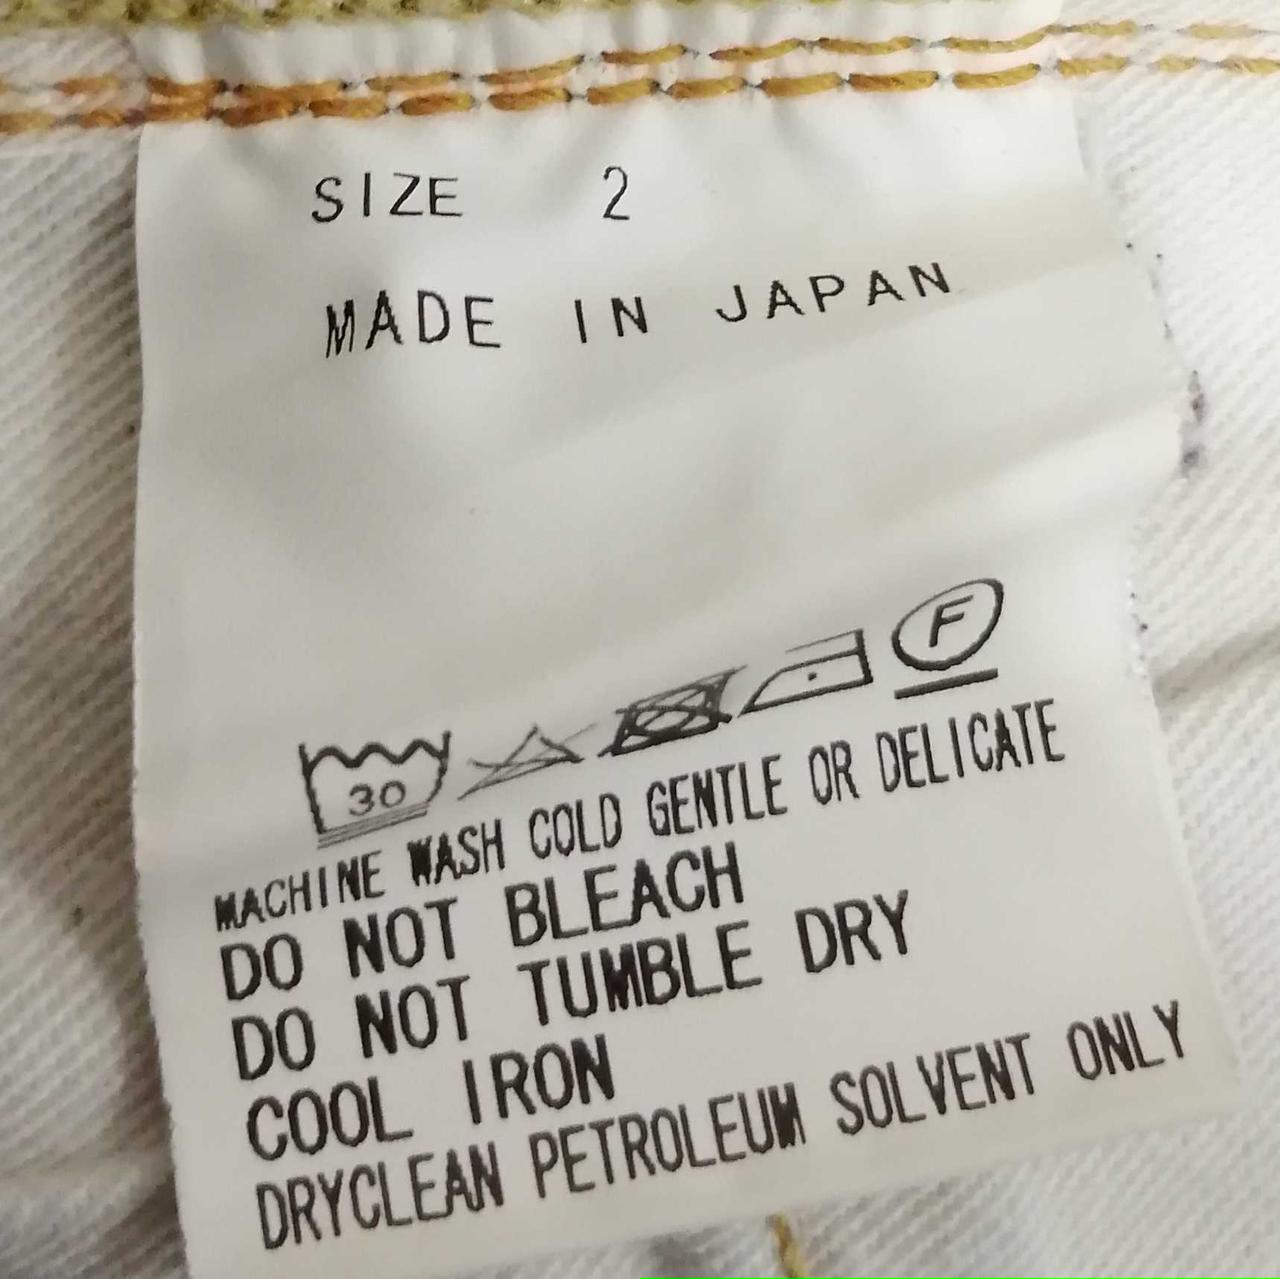 SIZE 2
MADE IN JAPAN
30 F
MACHINE WASH COLD GENTLE OR DELICATE
DO NOT BLEACH
DO NOT TUMBLE DRY
COOL IRON
DRYCLEAN PETROLEUM SOLVENT ONLY